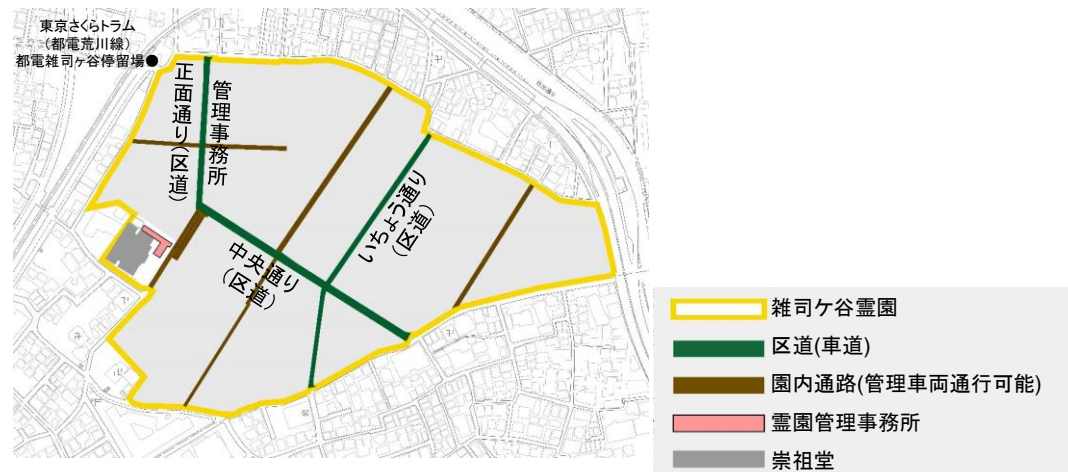 東京さくらトラム
(都電荒川線)
都電雑司ヶ谷停留場●
正面通り(区道)
管理事務所
いちょう通り
(区道)
中央通り
(区道)
雑司ケ谷霊園
区道(車道)
園内通路(管理車両通行可能)
霊園管理事務所
崇祖堂